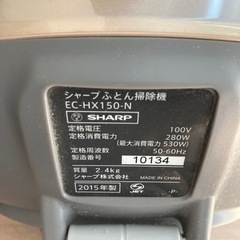 シャープふとん掃除機
EC-HX150-N
SHARP
定格電圧 100V
定格消費電力 280W
(最大消費電力 530W)
定格周波数 50-60Hz
製造番号 10134
質量 2.4kg
シャープ株式会社 MADE IN CHINA
2015年製 JET -P-